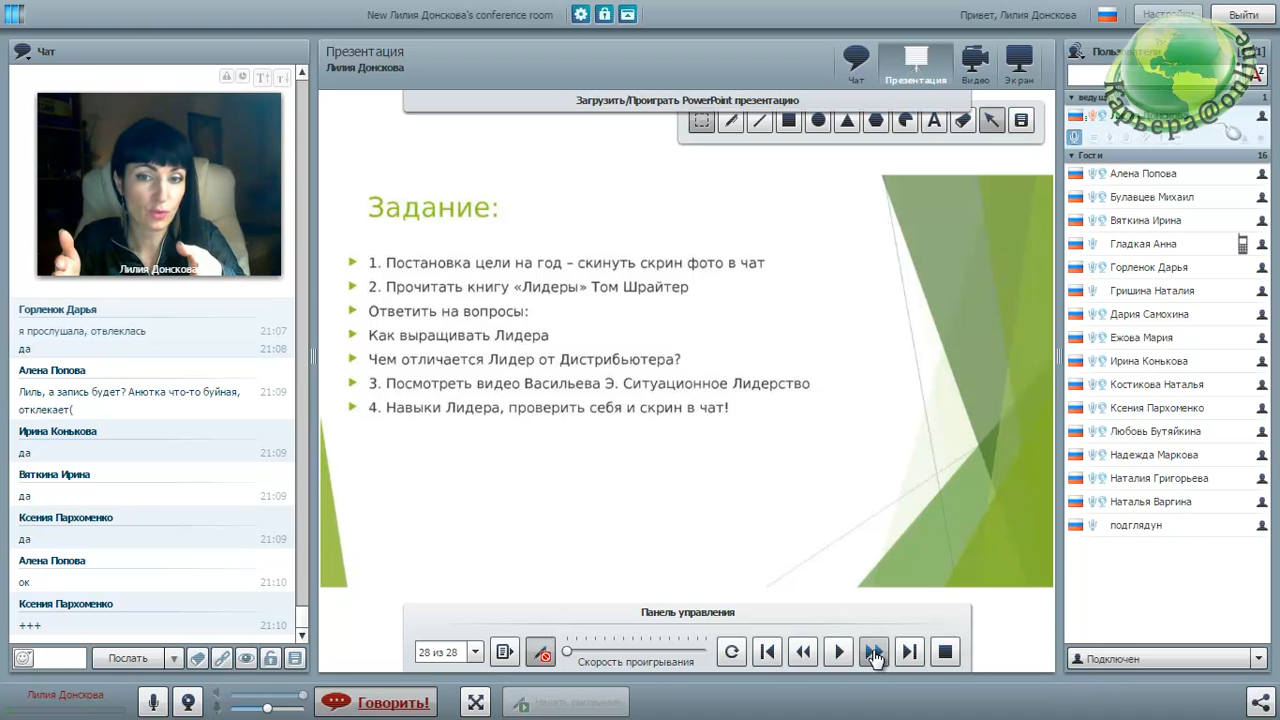 New Лилия Донскова's conference room
Привет, Лилия Донскова
Настройки
Выйти
Чат
Лилия Донскова
Горленок Дарья
я прослушала, отвлеклась 21:07
да 21:08
Алена Попова
Лиль, а запись будет? Анютка что-то буйная, 21:09
отклекает(
Ирина Конькова
да 21:09
Вяткина Ирина
да 21:09
Ксения Пархоменко
да 21:09
Алена Попова
ок 21:10
Ксения Пархоменко
+++ 21:10
Послать
Презентация
Лилия Донскова
Чат
Презентация
Видео
Экран
Загрузить/Проиграть PowerPoint презентацию
Задание:
1. Постановка цели на год – скинуть скрин фото в чат
2. Прочитать книгу «Лидеры» Том Шрайтер
Ответить на вопросы:
Как выращивать Лидера
Чем отличается Лидер от Дистрибьютера?
3. Посмотреть видео Васильева Э. Ситуационное Лидерство
4. Навыки Лидера, проверить себя и скрин в чат!
Панель управления
28 из 28
Скорость проигрывания
Карьера@online
Гости 16
Алена Попова
Булавцев Михаил
Вяткина Ирина
Гладкая Анна
Горленок Дарья
Гришина Наталия
Дария Самохина
Ежова Мария
Ирина Конькова
Костикова Наталья
Ксения Пархоменко
Любовь Бутяйкина
Надежда Маркова
Наталия Григорьева
Наталья Варгина
подглядун
Подключен
Лилия Донскова
Говорить!